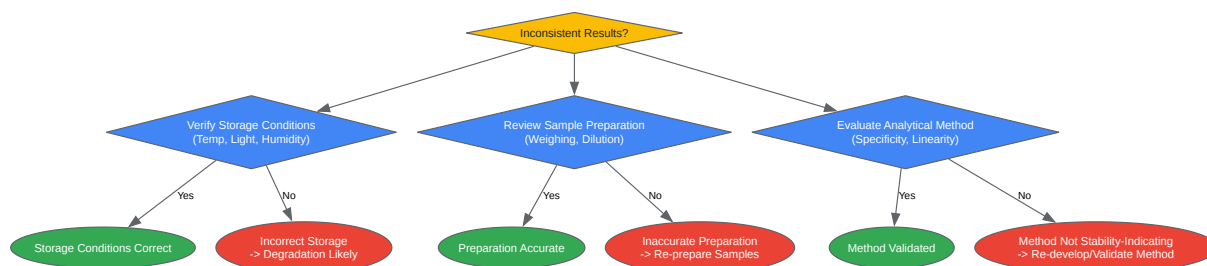 Inconsistent Results?
Verify Storage Conditions
(Temp, Light, Humidity)
Review Sample Preparation
(Weighing, Dilution)
Evaluate Analytical Method
(Specificity, Linearity)
Yes
No
Yes
No
Yes
No
Storage Conditions Correct
Incorrect Storage
-> Degradation Likely
Preparation Accurate
Inaccurate Preparation
-> Re-prepare Samples
Method Validated
Method Not Stability-Indicating
-> Re-develop/Validate Method